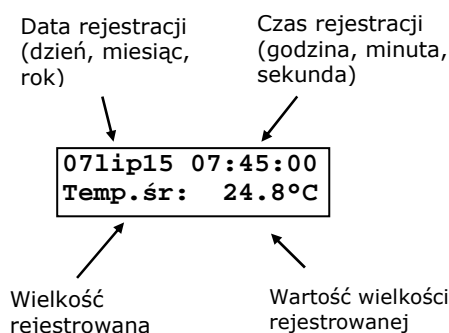 Data rejestracji
(dzień, miesiąc,
rok)
Czas rejestracji
(godzina, minuta,
sekunda)
07lip15 07:45:00
Temp.śr: 24.8°C
Wielkość
rejestrowana
Wartość wielkości
rejestrowanej